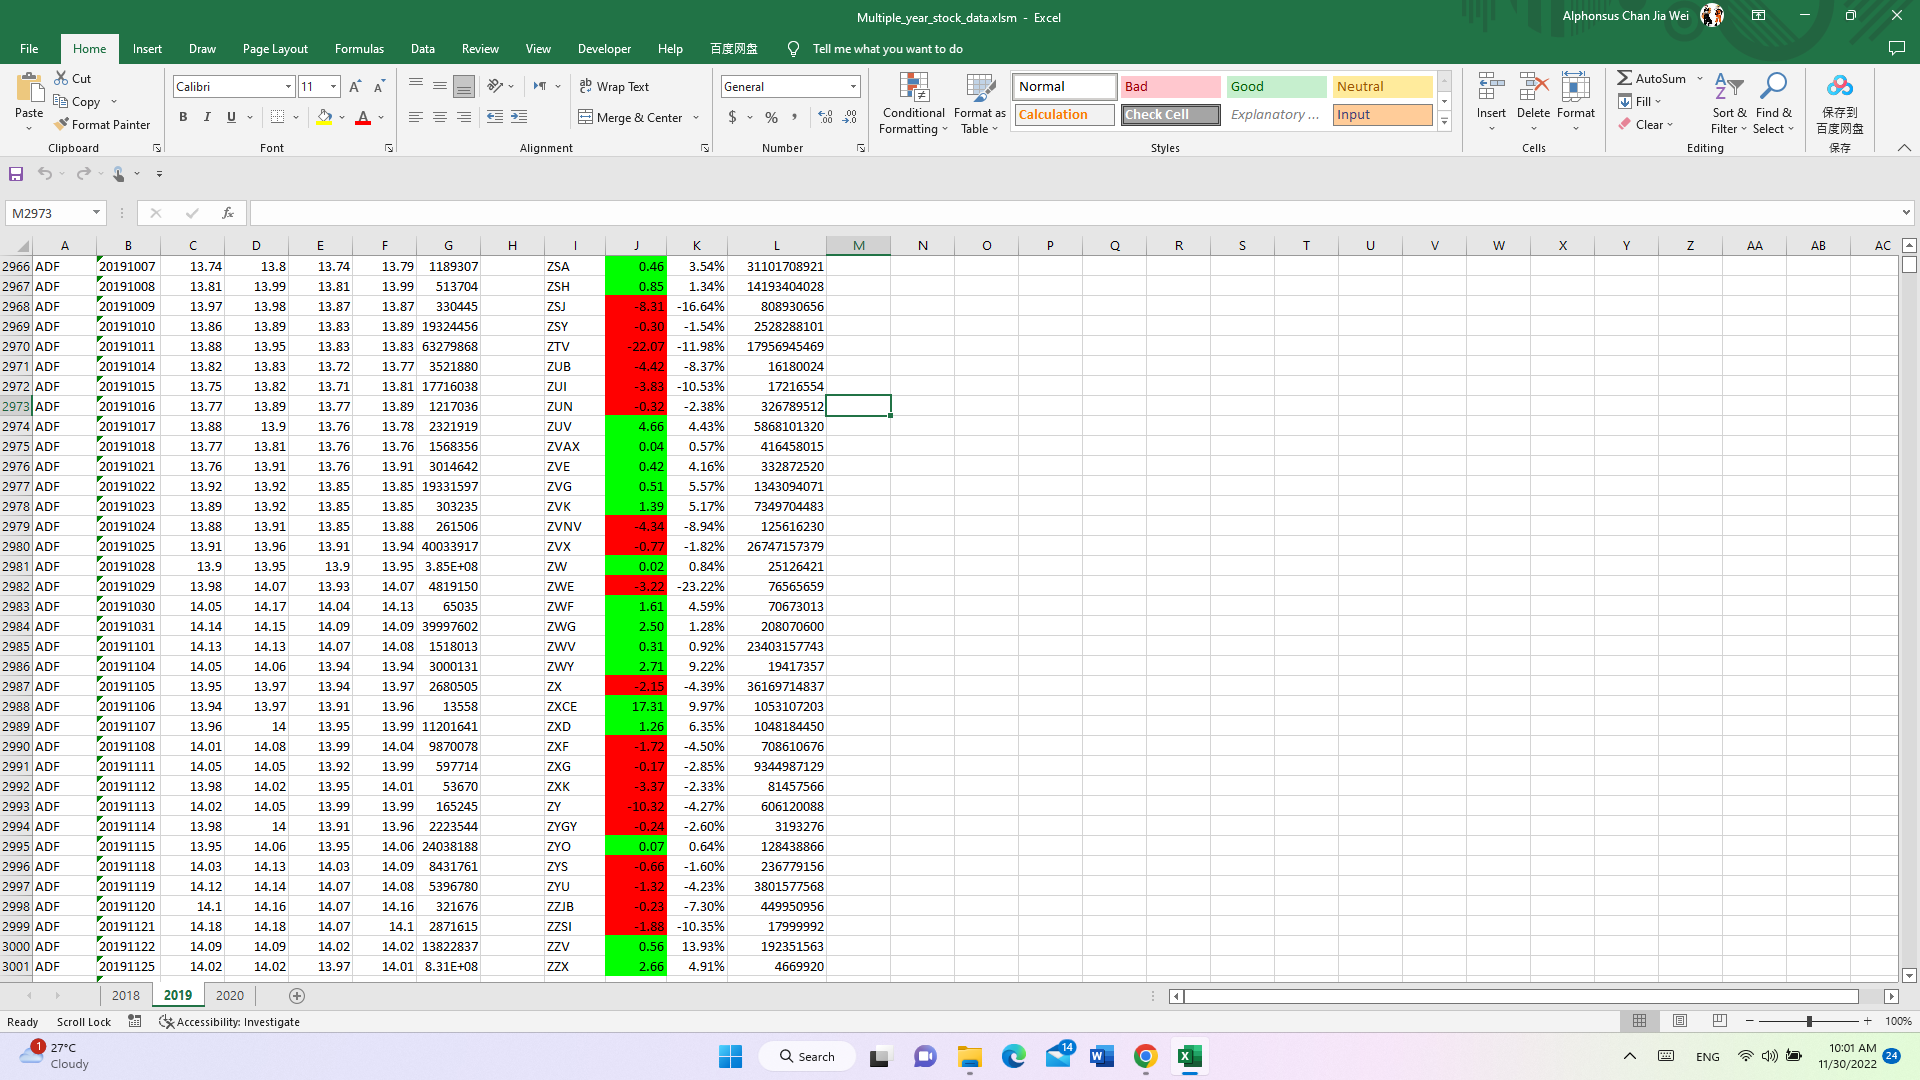 Multiple_year_stock_data.xlsm - Excel
Alphonsus Chan Jia Wei
File Home Insert Draw Page Layout Formulas Data Review View Developer Help 百度网盘 Tell me what you want to do
Paste Cut Copy Format Painter Clipboard
Calibri 11 B I U Font
Wrap Text Merge & Center Alignment
General $ % , Number
Conditional Formatting Format as Table
Normal Bad Good Neutral
Calculation Check Cell Explanatory ... Input
Styles
Insert Delete Format Cells
AutoSum Fill Clear Sort & Filter Find & Select Editing
保存到 百度网盘 保存
M2973 fx
A B C D E F G H I J K L M N O P Q R S T U V W X Y Z AA AB AC
2966 ADF 20191007 13.74 13.8 13.74 13.79 1189307 ZSA 0.46 3.54% 31101708921
2967 ADF 20191008 13.81 13.99 13.81 13.99 513704 ZSH 0.85 1.34% 14193404028
2968 ADF 20191009 13.97 13.98 13.87 13.87 330445 ZSJ -8.31 -16.64% 808930656
2969 ADF 20191010 13.86 13.89 13.83 13.89 19324456 ZSY -0.30 -1.54% 2528288101
2970 ADF 20191011 13.88 13.95 13.83 13.83 63279868 ZTV -22.07 -11.98% 17956945469
2971 ADF 20191014 13.82 13.83 13.72 13.77 3521880 ZUB -4.42 -8.37% 16180024
2972 ADF 20191015 13.75 13.82 13.71 13.81 17716038 ZUI -3.83 -10.53% 17216554
2973 ADF 20191016 13.77 13.89 13.77 13.89 1217036 ZUN -0.32 -2.38% 326789512
2974 ADF 20191017 13.88 13.9 13.76 13.78 2321919 ZUV 4.66 4.43% 5868101320
2975 ADF 20191018 13.77 13.81 13.76 13.76 1568356 ZVAX 0.04 0.57% 416458015
2976 ADF 20191021 13.76 13.91 13.76 13.91 3014642 ZVE 0.42 4.16% 332872520
2977 ADF 20191022 13.92 13.92 13.85 13.85 19331597 ZVG 0.51 5.57% 1343094071
2978 ADF 20191023 13.89 13.92 13.85 13.85 303235 ZVK 1.39 5.17% 7349704483
2979 ADF 20191024 13.88 13.91 13.85 13.88 261506 ZVNV -4.34 -8.94% 125616230
2980 ADF 20191025 13.91 13.96 13.91 13.94 40033917 ZVX -0.77 -1.82% 26747157379
2981 ADF 20191028 13.9 13.95 13.9 13.95 3.85E+08 ZW 0.02 0.84% 25126421
2982 ADF 20191029 13.98 14.07 13.93 14.07 4819150 ZWE -3.22 -23.22% 76565659
2983 ADF 20191030 14.05 14.17 14.04 14.13 65035 ZWF 1.61 4.59% 70673013
2984 ADF 20191031 14.14 14.15 14.09 14.09 39997602 ZWG 2.50 1.28% 208070600
2985 ADF 20191101 14.13 14.13 14.07 14.08 1518013 ZWV 0.31 0.92% 23403157743
2986 ADF 20191104 14.05 14.06 13.94 13.94 3000131 ZWY 2.71 9.22% 19417357
2987 ADF 20191105 13.95 13.97 13.94 13.97 2680505 ZX -2.15 -4.39% 36169714837
2988 ADF 20191106 13.94 13.97 13.91 13.96 13558 ZXCE 17.31 9.97% 1053107203
2989 ADF 20191107 13.96 14 13.95 13.99 11201641 ZXD 1.26 6.35% 1048184450
2990 ADF 20191108 14.01 14.08 13.99 14.04 9870078 ZXF -1.72 -4.50% 708610676
2991 ADF 20191111 14.05 14.05 13.92 13.99 597714 ZXG -0.17 -2.85% 9344987129
2992 ADF 20191112 13.98 14.02 13.95 14.01 53670 ZXK -3.37 -2.33% 81457566
2993 ADF 20191113 14.02 14.05 13.99 13.99 165245 ZY -10.32 -4.27% 606120088
2994 ADF 20191114 13.98 14 13.91 13.96 2223544 ZYGY -0.24 -2.60% 3193276
2995 ADF 20191115 13.95 14.06 13.95 14.06 24038188 ZYO 0.07 0.64% 128438866
2996 ADF 20191118 14.03 14.13 14.03 14.09 8431761 ZYS -0.66 -1.60% 236779156
2997 ADF 20191119 14.12 14.14 14.07 14.08 5396780 ZYU -1.32 -4.23% 3801577568
2998 ADF 20191120 14.1 14.16 14.07 14.16 321676 ZZJB -0.23 -7.30% 449950956
2999 ADF 20191121 14.18 14.18 14.07 14.1 2871615 ZZSI -1.88 -10.35% 17999992
3000 ADF 20191122 14.09 14.09 14.02 14.02 13822837 ZZV 0.56 13.93% 192351563
3001 ADF 20191125 14.02 14.02 13.97 14.01 8.31E+08 ZZX 2.66 4.91% 4669920
2018 2019 2020
Ready Scroll Lock Accessibility: Investigate 100%
1 27°C Cloudy
Search 14 ENG 10:01 AM 11/30/2022 24